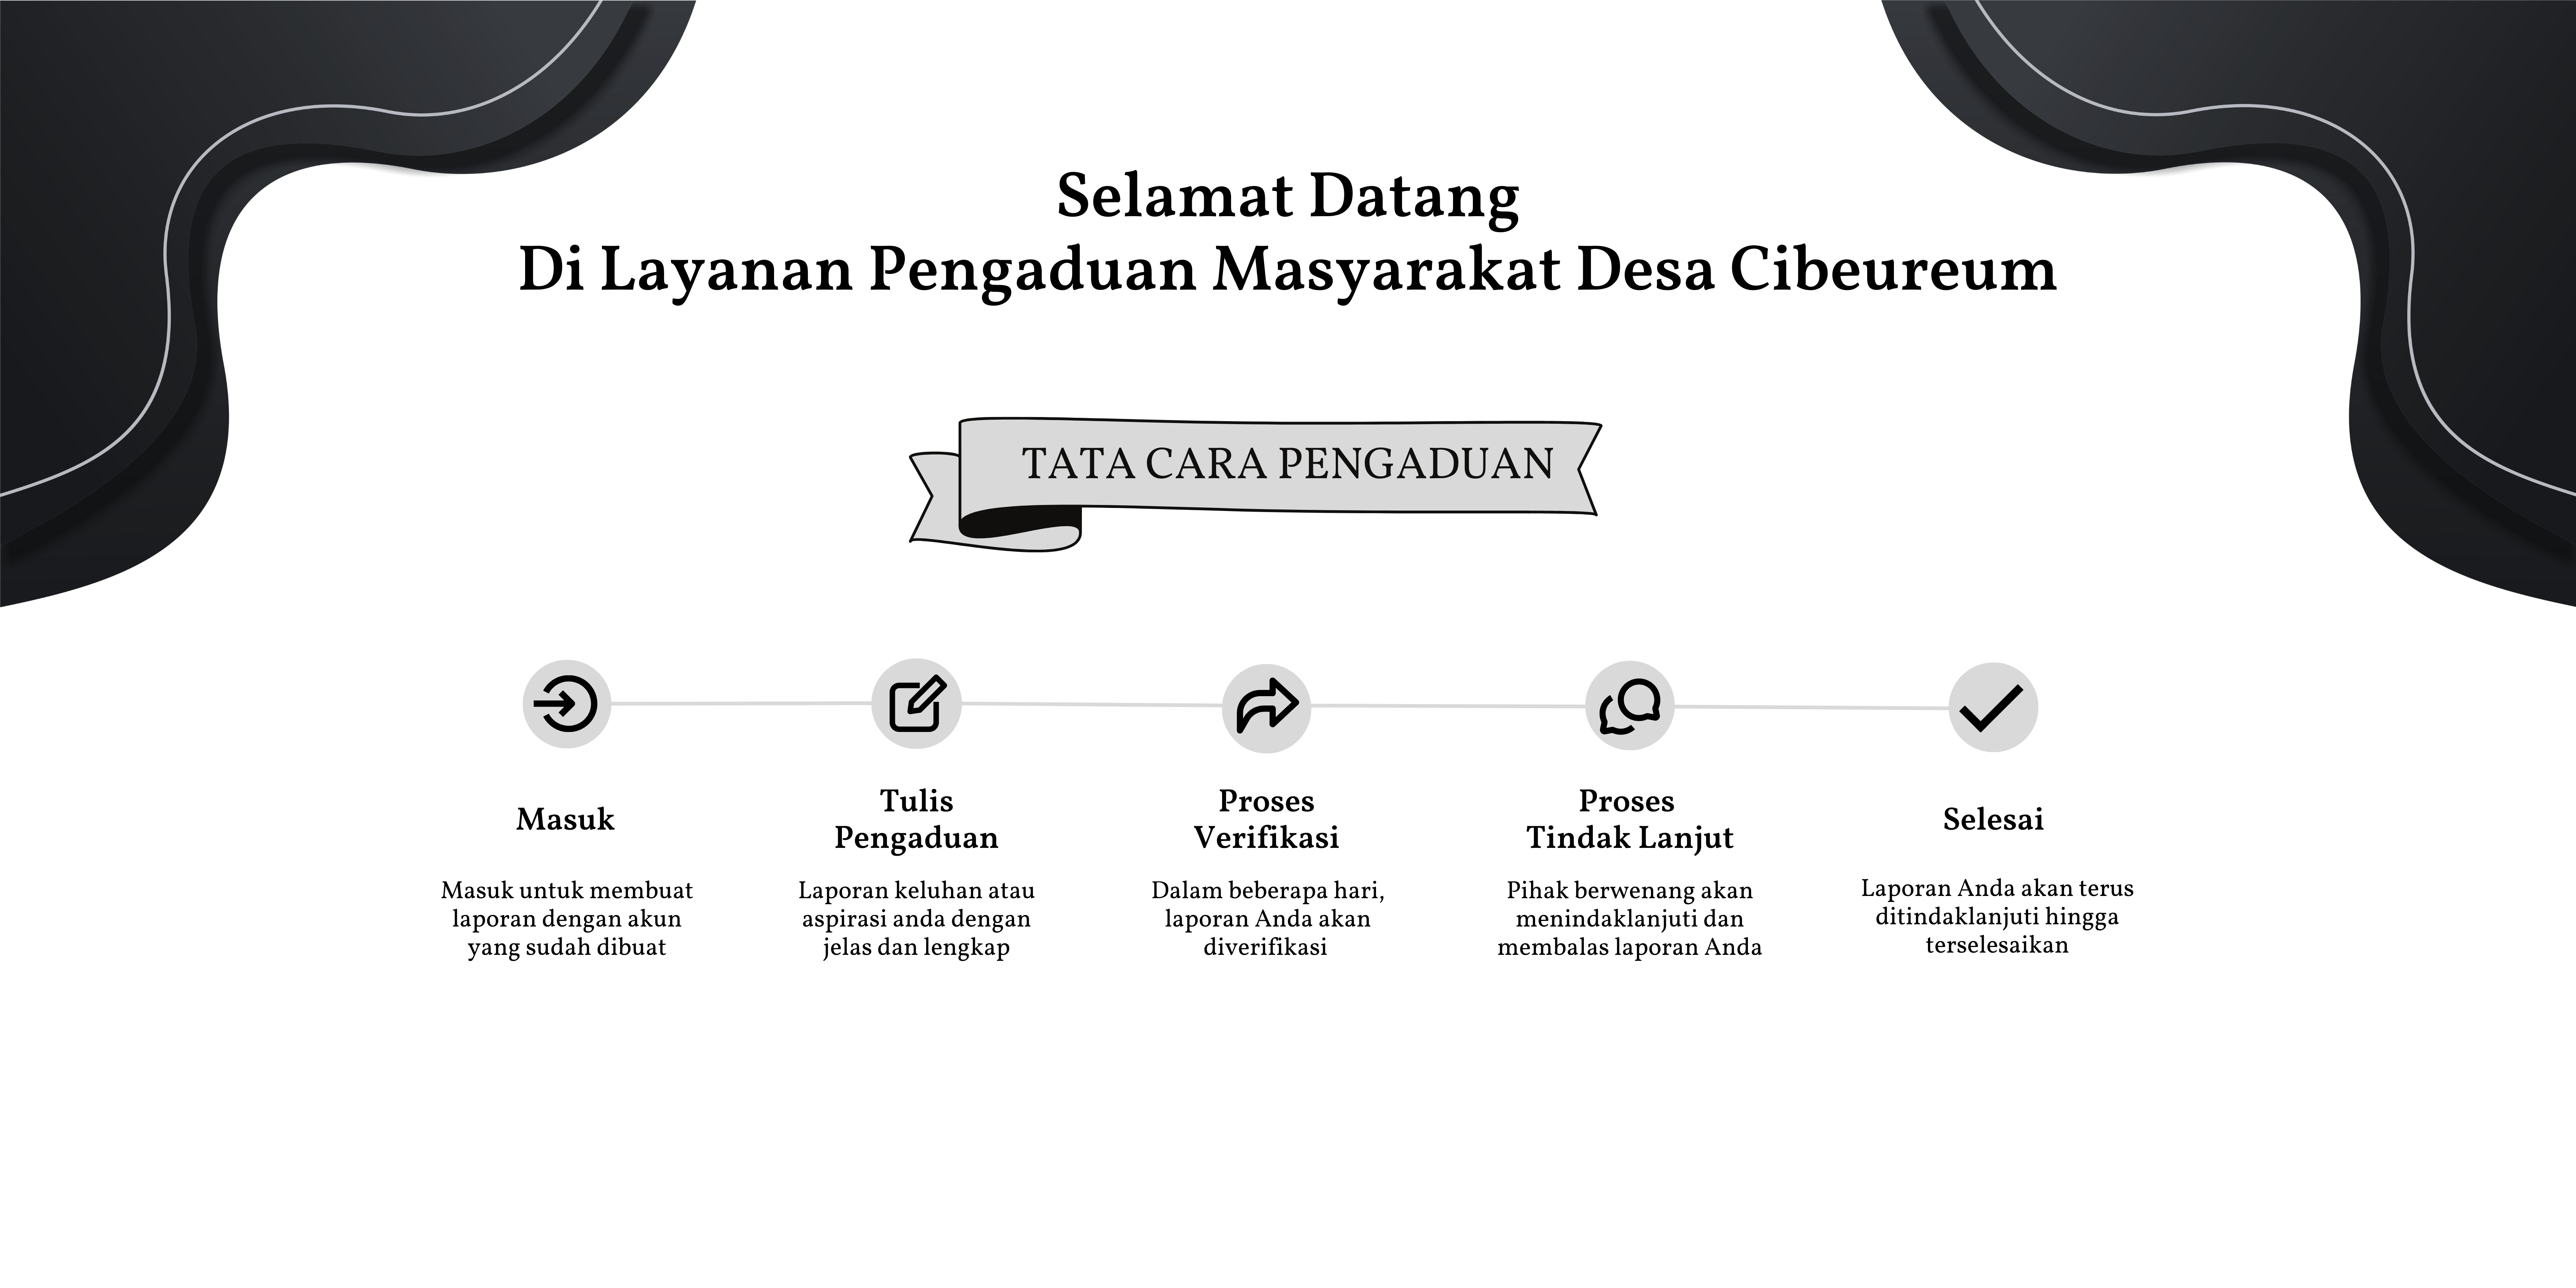 Selamat Datang
Di Layanan Pengaduan Masyarakat Desa Cibeureum
TATA CARA PENGADUAN
Masuk
Masuk untuk membuat
laporan dengan akun
yang sudah dibuat
Tulis
Pengaduan
Laporan keluhan atau
aspirasi anda dengan
jelas dan lengkap
Proses
Verifikasi
Dalam beberapa hari,
laporan Anda akan
diverifikasi
Proses
Tindak Lanjut
Pihak berwenang akan
menindaklanjuti dan
membalas laporan Anda
Selesai
Laporan Anda akan terus
ditindaklanjuti hingga
terselesaikan